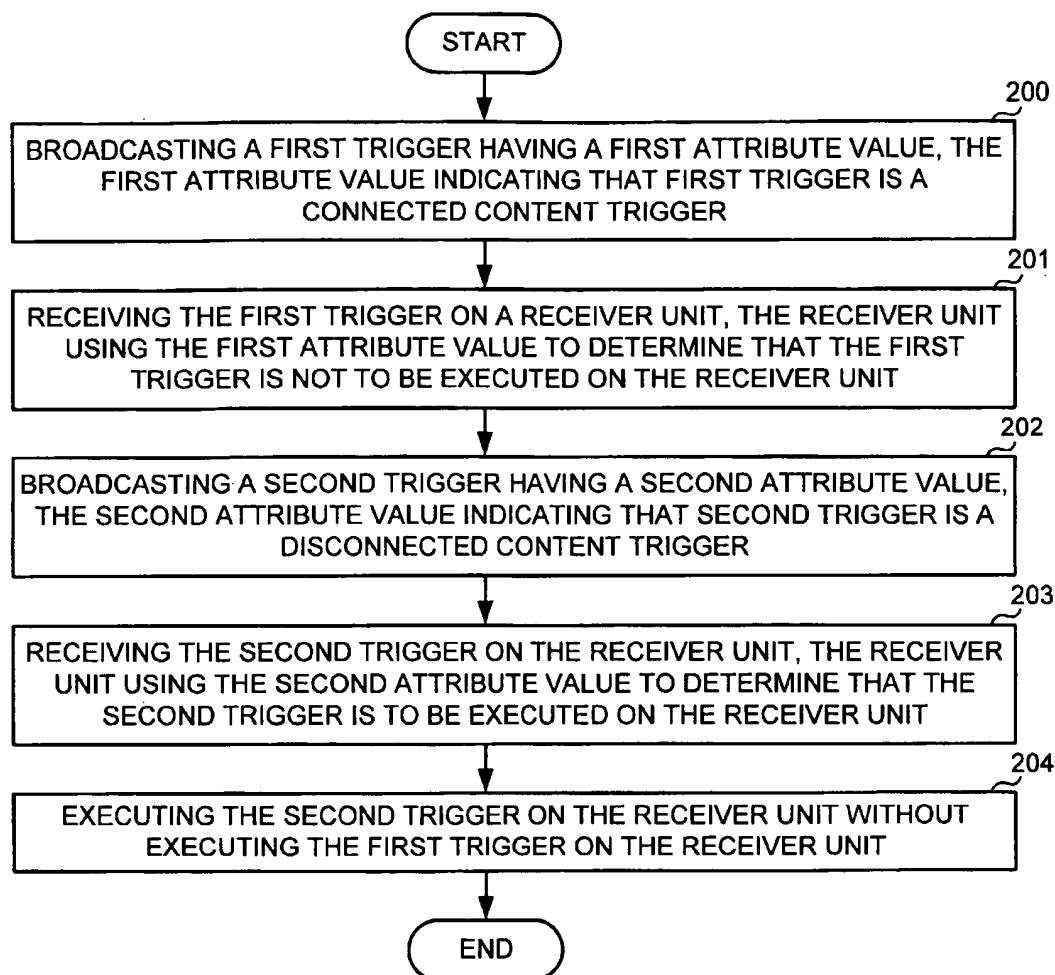 START
200
BROADCASTING A FIRST TRIGGER HAVING A FIRST ATTRIBUTE VALUE, THE
FIRST ATTRIBUTE VALUE INDICATING THAT FIRST TRIGGER IS A
CONNECTED CONTENT TRIGGER
201
RECEIVING THE FIRST TRIGGER ON A RECEIVER UNIT, THE RECEIVER UNIT
USING THE FIRST ATTRIBUTE VALUE TO DETERMINE THAT THE FIRST
TRIGGER IS NOT TO BE EXECUTED ON THE RECEIVER UNIT
202
BROADCASTING A SECOND TRIGGER HAVING A SECOND ATTRIBUTE VALUE,
THE SECOND ATTRIBUTE VALUE INDICATING THAT SECOND TRIGGER IS A
DISCONNECTED CONTENT TRIGGER
203
RECEIVING THE SECOND TRIGGER ON THE RECEIVER UNIT, THE RECEIVER
UNIT USING THE SECOND ATTRIBUTE VALUE TO DETERMINE THAT THE
SECOND TRIGGER IS TO BE EXECUTED ON THE RECEIVER UNIT
204
EXECUTING THE SECOND TRIGGER ON THE RECEIVER UNIT WITHOUT
EXECUTING THE FIRST TRIGGER ON THE RECEIVER UNIT
END